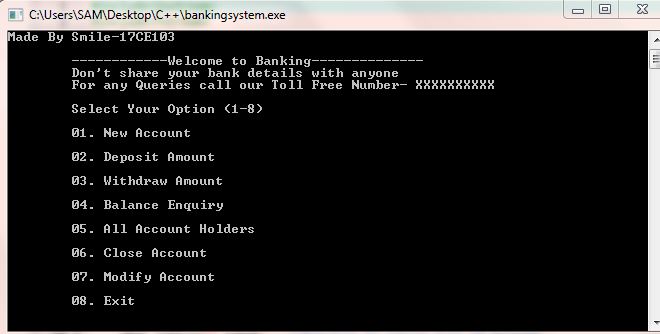 C:\Users\SAM\Desktop\C++\bankingsystem.exe
Made By Smile-17CE103
------------Welcome to Banking--------------
Don't share your bank details with anyone
For any Queries call our Toll Free Number- XXXXXXXXXX
Select Your Option (1-8)
01. New Account
02. Deposit Amount
03. Withdraw Amount
04. Balance Enquiry
05. All Account Holders
06. Close Account
07. Modify Account
08. Exit